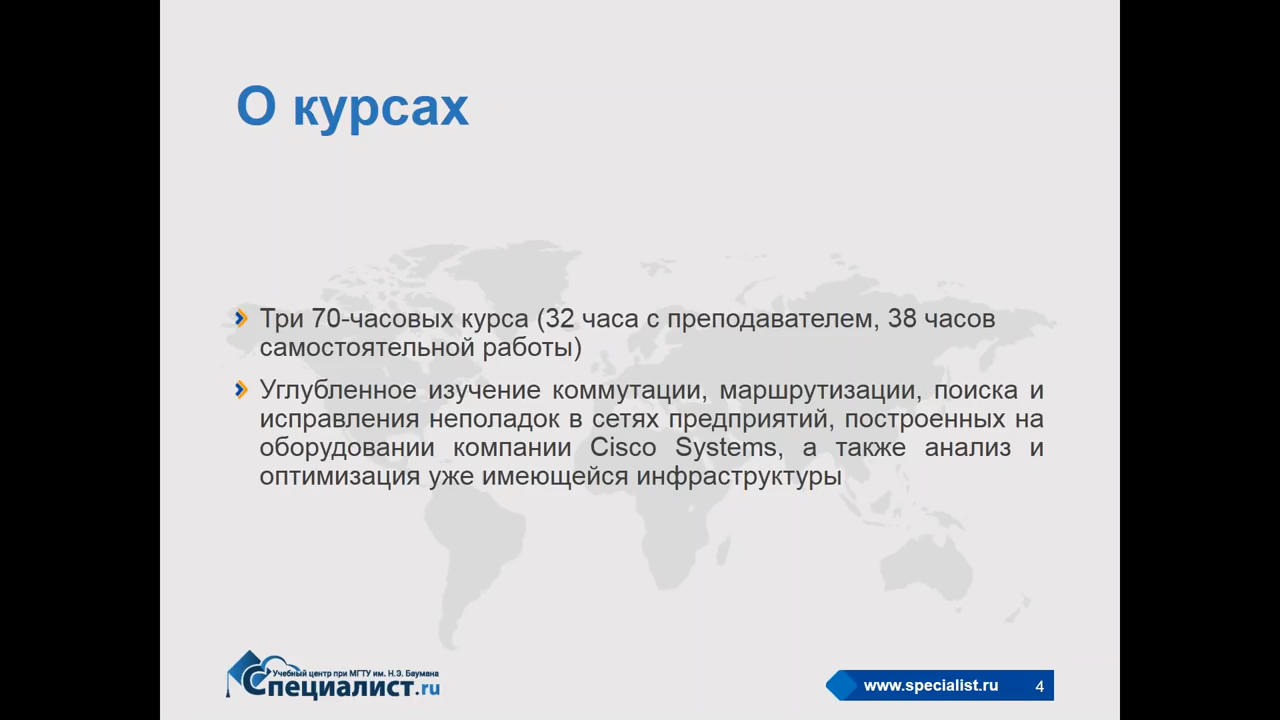 О курсах
Три 70-часовых курса (32 часа с преподавателем, 38 часов
самостоятельной работы)
Углубленное изучение коммутации, маршрутизации, поиска и
исправления неполадок в сетях предприятий, построенных на
оборудовании компании Cisco Systems, а также анализ и
оптимизация уже имеющейся инфраструктуры
Учебный центр при МГТУ им. Н.Э. Баумана
Специалист.ru
www.specialist.ru 4